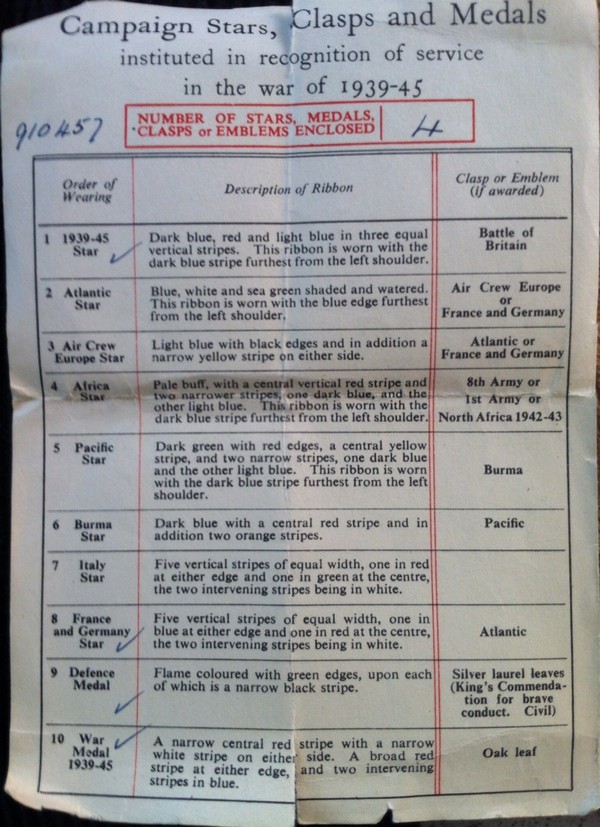 Campaign Stars, Clasps and Medals
instituted in recognition of service
in the war of 1939-45
910457
NUMBER OF STARS, MEDALS,
CLASPS or EMBLEMS ENCLOSED
4
Order of
Wearing
Description of Ribbon
Clasp or Emblem
(if awarded)
1 1939-45
Star
Dark blue, red and light blue in three equal
vertical stripes. This ribbon is worn with the
dark blue stripe furthest from the left shoulder.
Battle of
Britain
2 Atlantic
Star
Blue, white and sea green shaded and watered.
This ribbon is worn with the blue edge furthest
from the left shoulder.
Air Crew Europe
or
France and Germany
3 Air Crew
Europe Star
Light blue with black edges and in addition a
narrow yellow stripe on either side.
Atlantic or
France and Germany
4 Africa
Star
Pale buff, with a central vertical red stripe and
two narrower stripes, one dark blue, and the
other light blue. This ribbon is worn with the
dark blue stripe furthest from the left shoulder.
8th Army or
1st Army or
North Africa 1942-43
5 Pacific
Star
Dark green with red edges, a central yellow
stripe, and two narrow stripes, one dark blue
and the other light blue. This ribbon is worn
with the dark blue stripe furthest from the left
shoulder.
Burma
6 Burma
Star
Dark blue with a central red stripe and in
addition two orange stripes.
Pacific
7 Italy
Star
Five vertical stripes of equal width, one in red
at either edge and one in green at the centre,
the two intervening stripes being in white.
8 France
and Germany
Star
Five vertical stripes of equal width, one in
blue at either edge and one in red at the centre,
the two intervening stripes being in white.
Atlantic
9 Defence
Medal
Flame coloured with green edges, upon each
of which is a narrow black stripe.
Silver laurel leaves
(King's Commenda-
tion for brave
conduct. Civil)
10 War
Medal
1939-45
A narrow central red stripe with a narrow
white stripe on either side. A broad red
stripe at either edge, and two intervening
stripes in blue.
Oak leaf